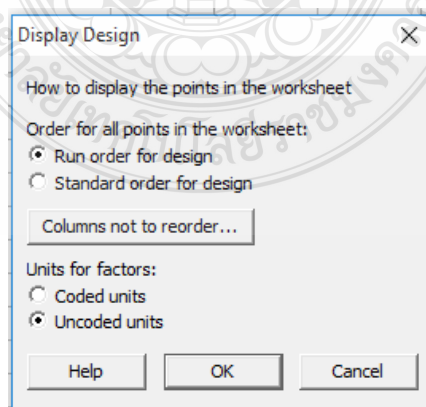 Display Design
How to display the points in the worksheet
Order for all points in the worksheet:
Run order for design
Standard order for design
Columns not to reorder...
Units for factors:
Coded units
Uncoded units
Help OK Cancel